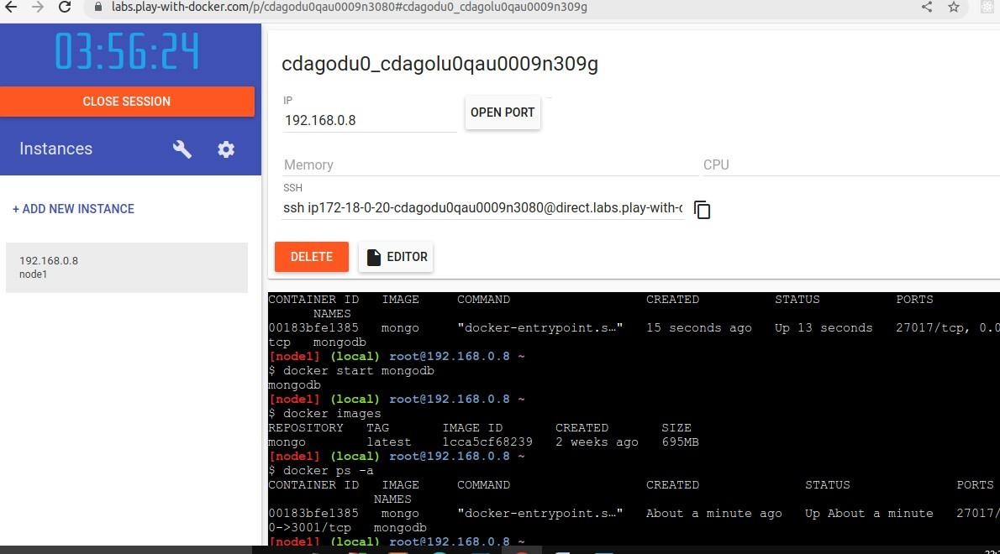 labs.play-with-docker.com/p/cdagodu0qau0009n3080#cdagodu0_cdagolu0qau0009n309g
03:56:24
CLOSE SESSION
Instances
+ ADD NEW INSTANCE
192.168.0.8
node1
cdagodu0_cdagolu0qau0009n309g
IP
192.168.0.8
OPEN PORT
Memory
CPU
SSH
ssh ip172-18-0-20-cdagodu0qau0009n3080@direct.labs.play-with-
DELETE
EDITOR
CONTAINER ID IMAGE COMMAND CREATED STATUS PORTS
NAMES
00183bfe1385 mongo "docker-entrypoint.s…" 15 seconds ago Up 13 seconds 27017/tcp, 0.0
tcp mongodb
[node1] (local) root@192.168.0.8 ~
$ docker start mongodb
mongodb
[node1] (local) root@192.168.0.8 ~
$ docker images
REPOSITORY TAG IMAGE ID CREATED SIZE
mongo latest 1cca5cf68239 2 weeks ago 695MB
[node1] (local) root@192.168.0.8 ~
$ docker ps -a
CONTAINER ID IMAGE COMMAND CREATED STATUS PORTS
NAMES
00183bfe1385 mongo "docker-entrypoint.s…" About a minute ago Up About a minute 27017/
0->3001/tcp mongodb
[node1] (local) root@192.168.0.8 ~